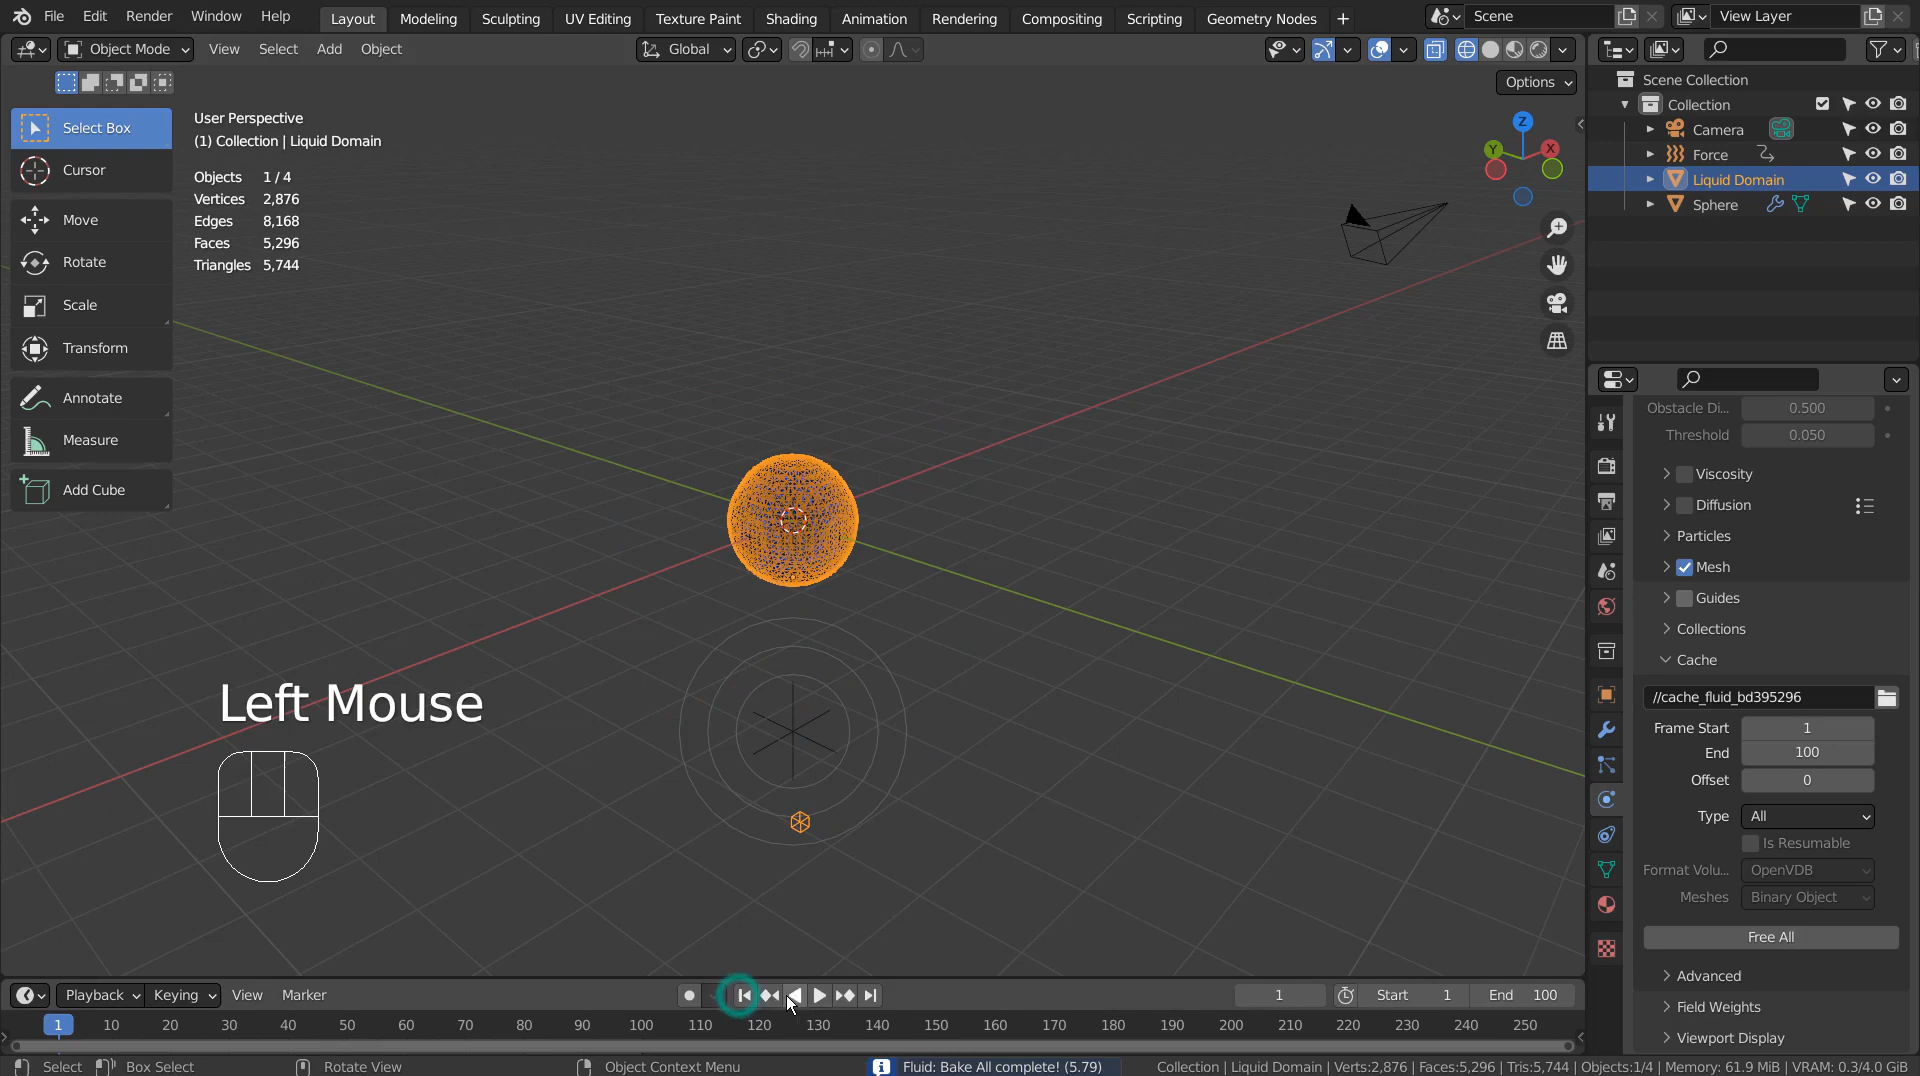 File Edit Render Window Help Layout Modeling Sculpting UV Editing Texture Paint Shading Animation Rendering Compositing Scripting Geometry Nodes + Scene View Layer
Object Mode View Select Add Object Global
Options
Scene Collection
Collection
Camera
Force
Liquid Domain
Sphere
Select Box
Cursor
Move
Rotate
Scale
Transform
Annotate
Measure
Add Cube
User Perspective
(1) Collection | Liquid Domain
Objects 1 / 4
Vertices 2,876
Edges 8,168
Faces 5,296
Triangles 5,744
Z
Y
X
Left Mouse
Obstacle Di... 0.500
Threshold 0.050
Viscosity
Diffusion
Particles
Mesh
Guides
Collections
Cache
//cache_fluid_bd395296
Frame Start 1
End 100
Offset 0
Type All
Is Resumable
Format Volu... OpenVDB
Meshes Binary Object
Free All
Advanced
Field Weights
Viewport Display
Playback Keying View Marker 1 Start 1 End 100
1 10 20 30 40 50 60 70 80 90 100 110 120 130 140 150 160 170 180 190 200 210 220 230 240 250
Select Box Select Rotate View Object Context Menu Fluid: Bake All complete! (5.79) Collection | Liquid Domain | Verts:2,876 | Faces:5,296 | Tris:5,744 | Objects:1/4 | Memory: 61.9 MiB | VRAM: 0.3/4.0 GiB